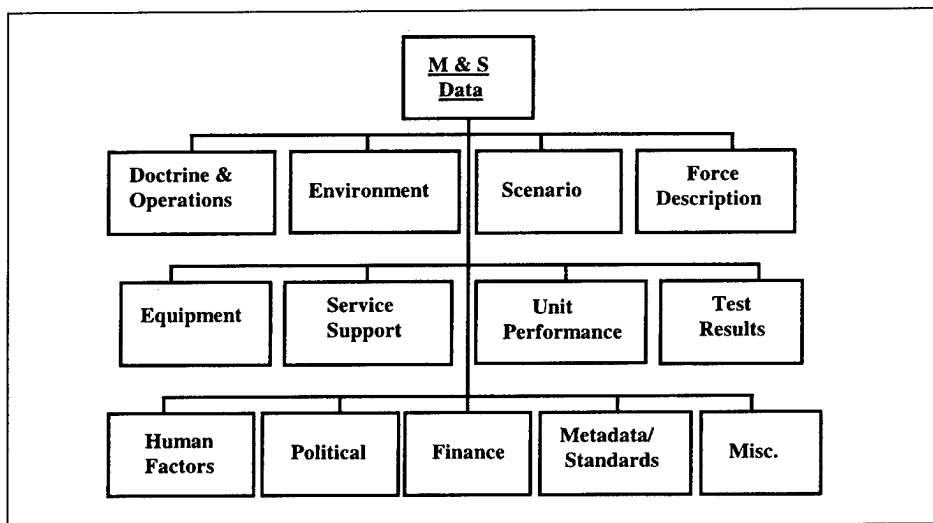 M & S
Data
Doctrine &
Operations
Environment
Scenario
Force
Description
Equipment
Service
Support
Unit
Performance
Test
Results
Human
Factors
Political
Finance
Metadata/
Standards
Misc.